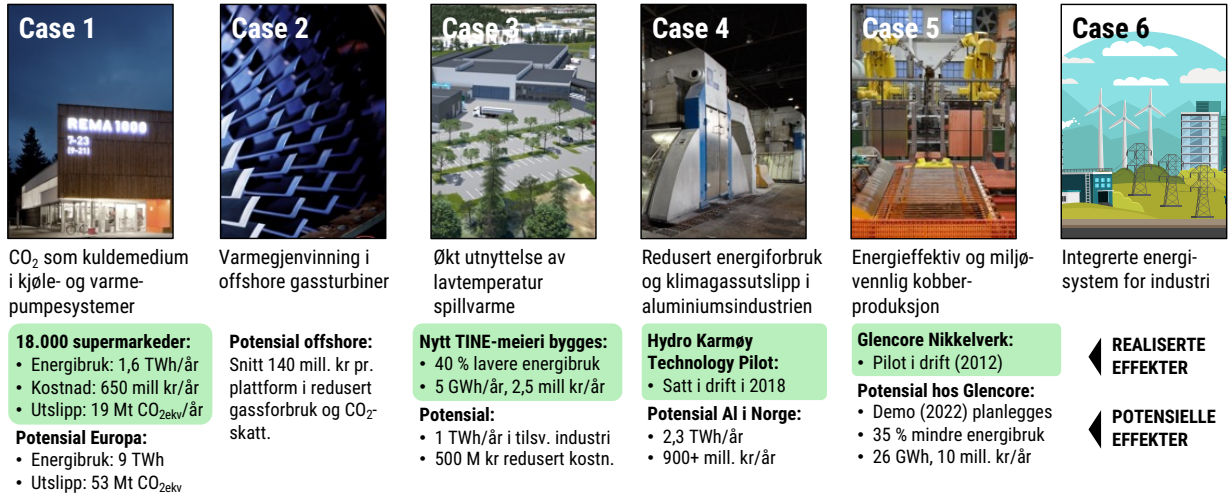 Case 1
REMA 1000
7-23
(9-21)
CO₂ som kuldemedium
i kjøle- og varme-
pumpesystemer
18.000 supermarkeder:
• Energibruk: 1,6 TWh/år
• Kostnad: 650 mill kr/år
• Utslipp: 19 Mt CO₂ekv/år
Potensial Europa:
• Energibruk: 9 TWh
• Utslipp: 53 Mt CO₂ekv
Case 2
Varmegjenvinning i
offshore gassturbiner
Potensial offshore:
Snitt 140 mill. kr pr.
plattform i redusert
gassforbruk og CO₂-
skatt.
Case 3
Økt utnyttelse av
lavtemperatur
spillvarme
Nytt TINE-meieri bygges:
• 40 % lavere energibruk
• 5 GWh/år, 2,5 mill kr/år
Potensial:
• 1 TWh/år i tilsv. industri
• 500 M kr redusert kostn.
Case 4
Redusert energiforbruk
og klimagassutslipp i
aluminiumsindustrien
Hydro Karmøy
Technology Pilot:
• Satt i drift i 2018
Potensial Al i Norge:
• 2,3 TWh/år
• 900+ mill. kr/år
Case 5
Energieffektiv og miljø-
vennlig kobber-
produksjon
Glencore Nikkelverk:
• Pilot i drift (2012)
Potensial hos Glencore:
• Demo (2022) planlegges
• 35 % mindre energibruk
• 26 GWh, 10 mill. kr/år
Case 6
Integrerte energi-
system for industri
REALISERTE
EFFEKTER
POTENSIELLE
EFFEKTER